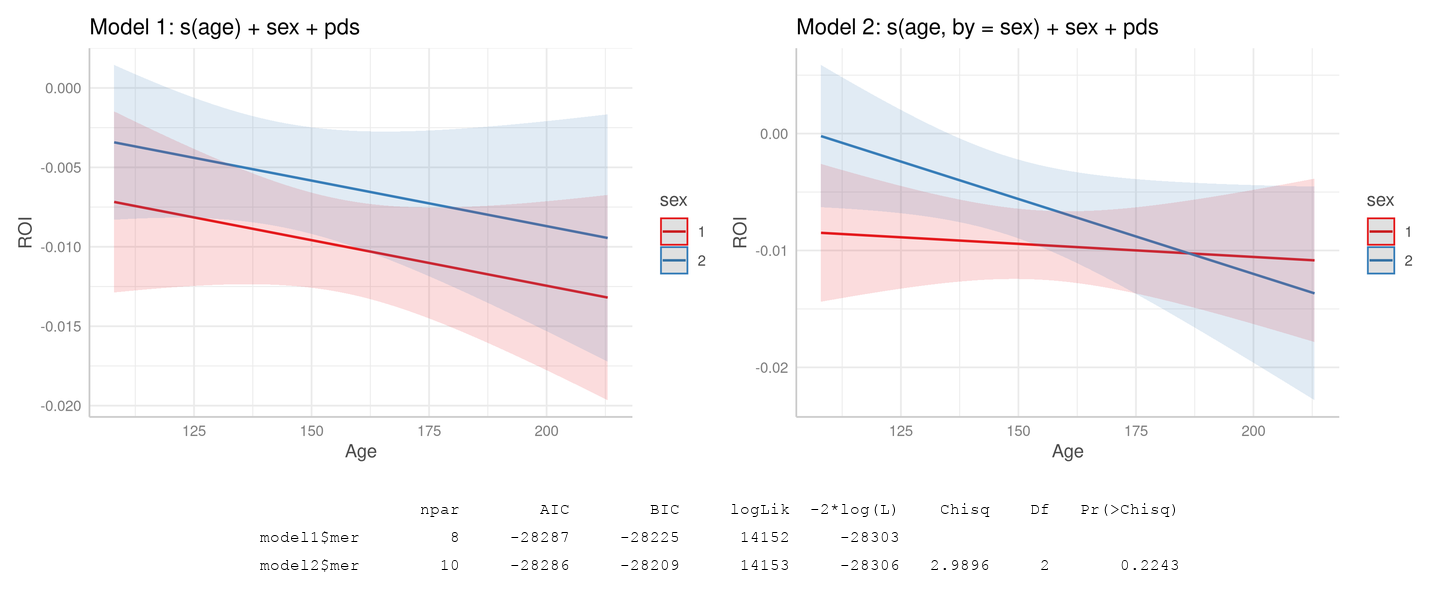 Model 1: s(age) + sex + pds
0.000
-0.005
-0.010
-0.015
-0.020
ROI
125 150 175 200
Age
sex
1
2
Model 2: s(age, by = sex) + sex + pds
0.00
-0.01
-0.02
ROI
125 150 175 200
Age
sex
1
2
npar AIC BIC logLik -2*log(L) Chisq Df Pr(>Chisq)
model1$mer 8 -28287 -28225 14152 -28303
model2$mer 10 -28286 -28209 14153 -28306 2.9896 2 0.2243